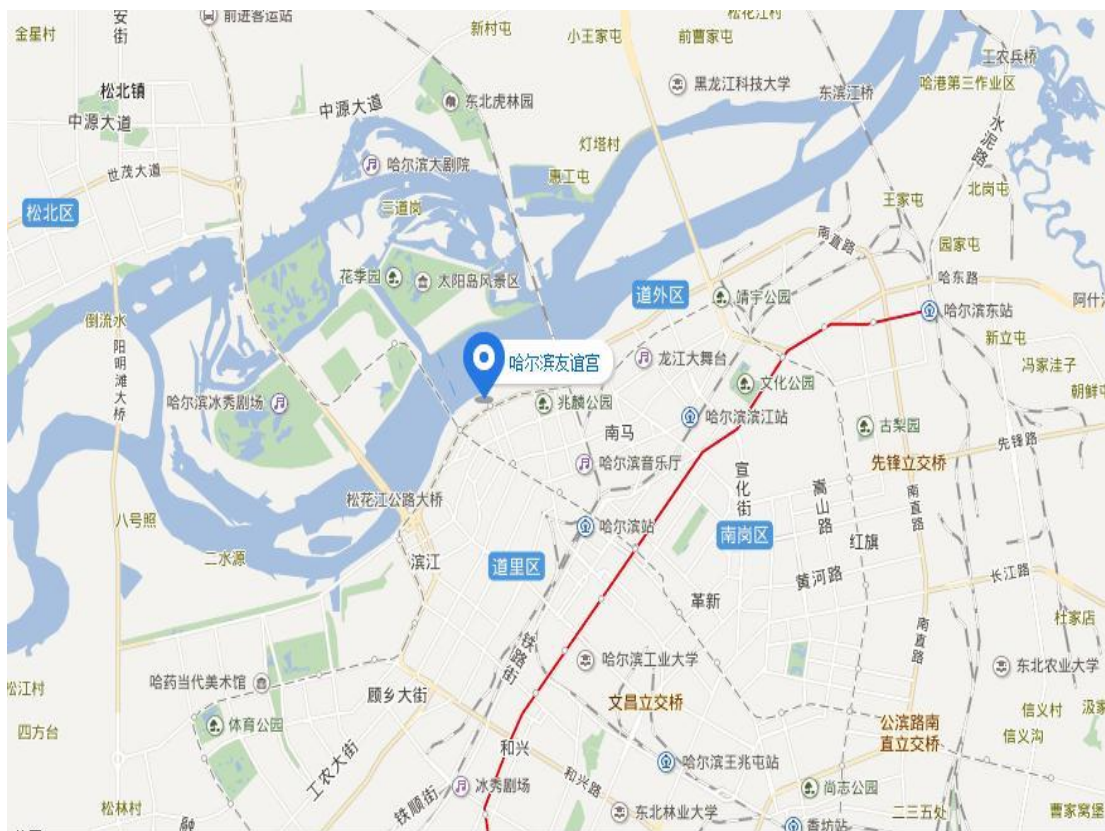 金星村
安街
前进客运站
新村屯
小王家屯
前曹家屯
松花江村
工农兵桥
松北镇
东北虎林园
黑龙江科技大学
东滨江桥
哈港第三作业区
中源大道
中源大道
水泥路
灯塔村
世茂大道
哈尔滨大剧院
惠工屯
北岗屯
王家屯
松北区
三道岗
南直路
园家屯
花季园
太阳岛风景区
道外区
靖宇公园
哈东路
哈尔滨东站
倒流水
新立屯
阳明滩大桥
哈尔滨友谊宫
龙江大舞台
冯家洼子
文化公园
哈尔滨冰秀剧场
兆麟公园
哈尔滨滨江站
古梨园
南马
先锋路
哈尔滨音乐厅
先锋立交桥
宣化街
嵩山路
南直路
松花江公路大桥
八号照
哈尔滨站
南岗区
红旗
二水源
滨江
道里区
黄河路
长江路
革新
杜家店
铁路街
南直路
哈尔滨工业大学
东北农业大学
哈药当代美术馆
松江村
顾乡大街
文昌立交桥
信义村
四方台
体育公园
公滨路南
直立交桥
信义沟
和兴
工农大街
哈尔滨王兆屯站
冰秀剧场
和兴路
尚志公园
松林村
铁顺街
东北林业大学
二三五处
曹家窝堡
香坊站